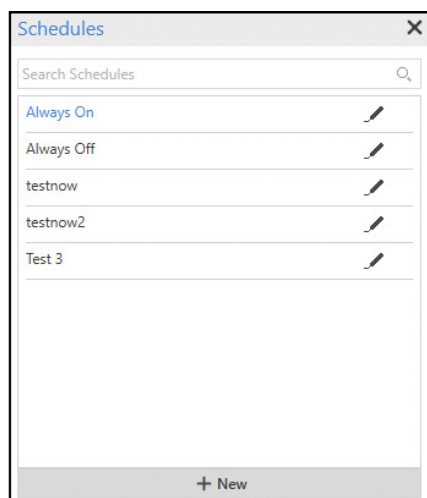 Schedules
Search Schedules
Always On
Always Off
testnow
testnow2
Test 3
+ New